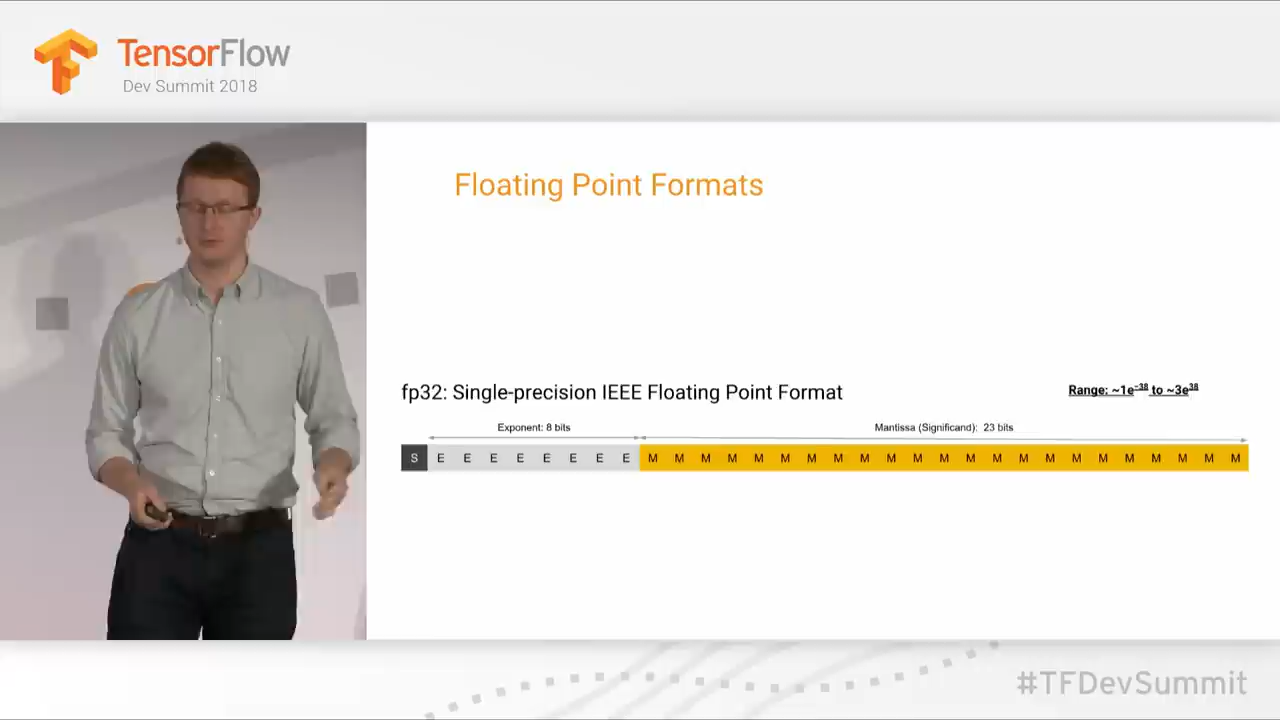 TensorFlow
Dev Summit 2018
Floating Point Formats
fp32: Single-precision IEEE Floating Point Format
Range: ~1e⁻³⁸ to ~3e³⁸
Exponent: 8 bits
Mantissa (Significand): 23 bits
S E E E E E E E E M M M M M M M M M M M M M M M M M M M M M M M
#TFDevSummit